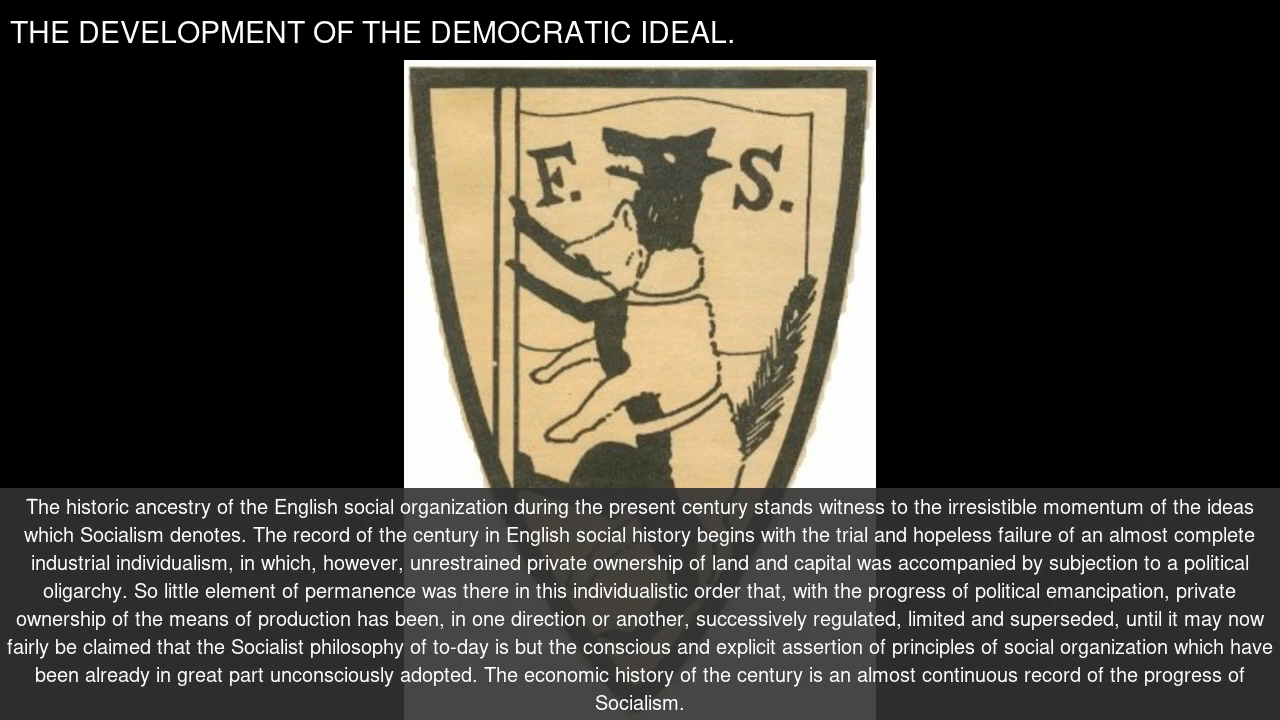 THE DEVELOPMENT OF THE DEMOCRATIC IDEAL.
F. S.
The historic ancestry of the English social organization during the present century stands witness to the irresistible momentum of the ideas
which Socialism denotes. The record of the century in English social history begins with the trial and hopeless failure of an almost complete
industrial individualism, in which, however, unrestrained private ownership of land and capital was accompanied by subjection to a political
oligarchy. So little element of permanence was there in this individualistic order that, with the progress of political emancipation, private
ownership of the means of production has been, in one direction or another, successively regulated, limited and superseded, until it may now
fairly be claimed that the Socialist philosophy of to-day is but the conscious and explicit assertion of principles of social organization which have
been already in great part unconsciously adopted. The economic history of the century is an almost continuous record of the progress of
Socialism.